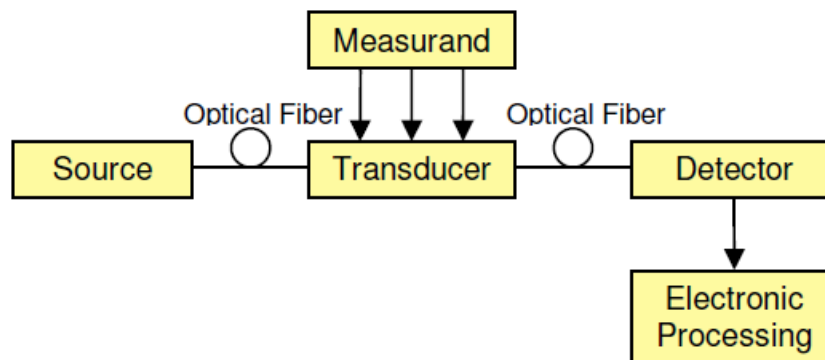 Measurand
Optical Fiber
Optical Fiber
Source
Transducer
Detector
Electronic
Processing